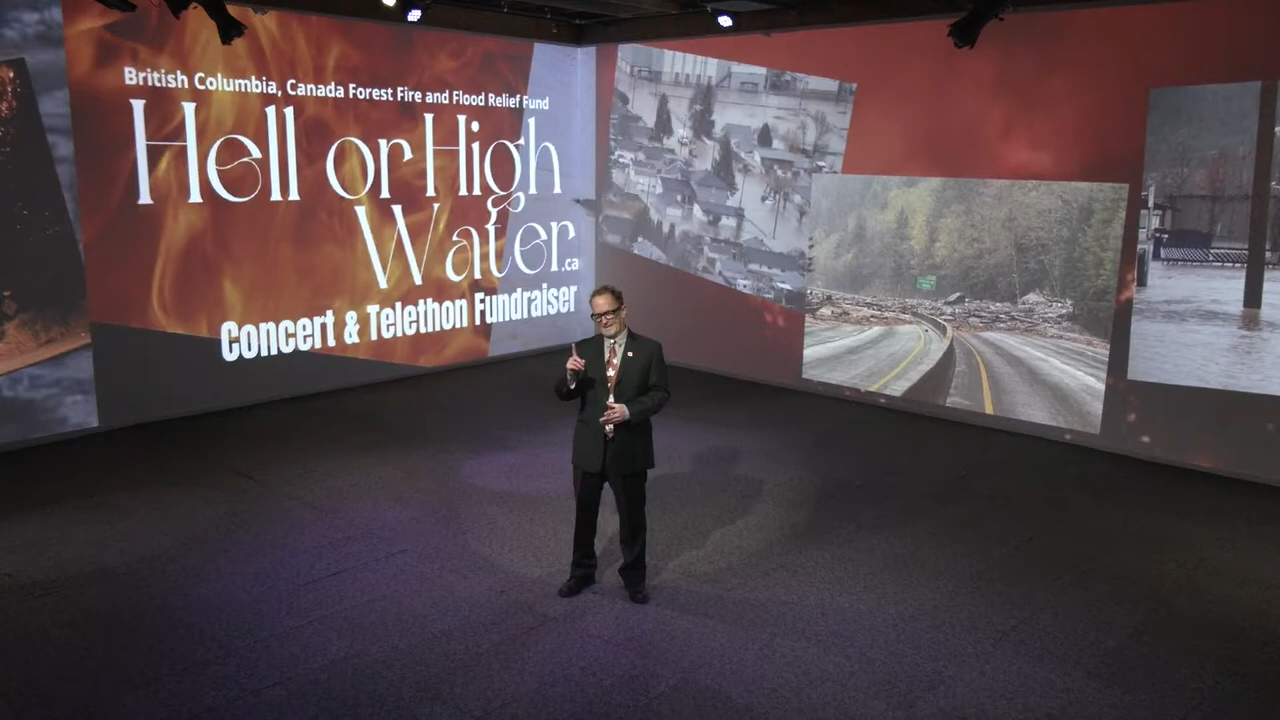 British Columbia, Canada Forest Fire and Flood Relief Fund
Hell or High
Water.ca
Concert & Telethon Fundraiser